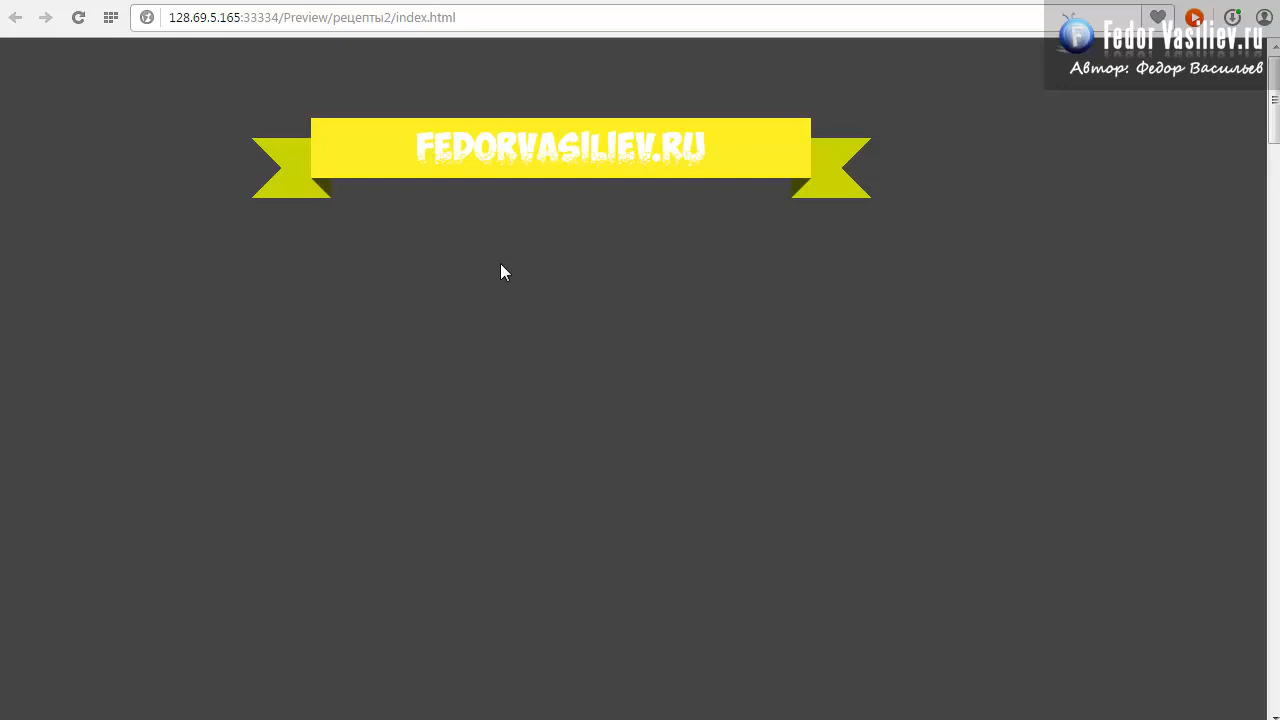 128.69.5.165:33334/Preview/рецепты2/index.html
Fedor Vasiliev.ru
Автор: Федор Васильев
FEDORVASILIEV.RU